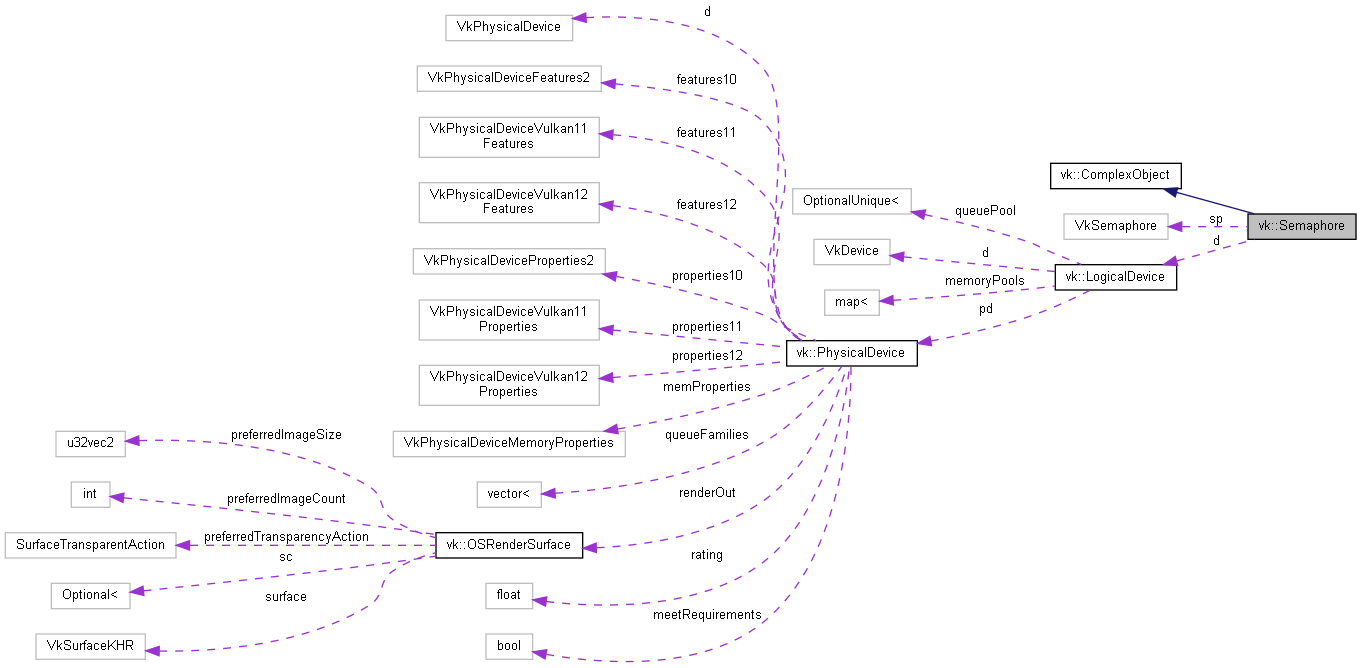 d
VkPhysicalDevice
VkPhysicalDeviceFeatures2
features10
VkPhysicalDeviceVulkan11
Features
features11
VkPhysicalDeviceVulkan12
Features
features12
VkPhysicalDeviceProperties2
properties10
VkPhysicalDeviceVulkan11
Properties
properties11
VkPhysicalDeviceVulkan12
Properties
properties12
memProperties
VkPhysicalDeviceMemoryProperties
queueFamilies
vector<
renderOut
rating
float
meetRequirements
bool
vk::PhysicalDevice
OptionalUnique<
queuePool
VkDevice
d
map<
memoryPools
pd
vk::ComplexObject
VkSemaphore
sp
vk::Semaphore
d
vk::LogicalDevice
u32vec2
preferredImageSize
int
preferredImageCount
SurfaceTransparentAction
preferredTransparencyAction
sc
Optional<
surface
VkSurfaceKHR
vk::OSRenderSurface